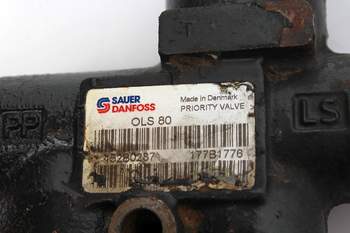 T
SAUER
DANFOSS
Made in Denmark
PRIORITY VALVE
OLS 80
PP
LS
177B1776